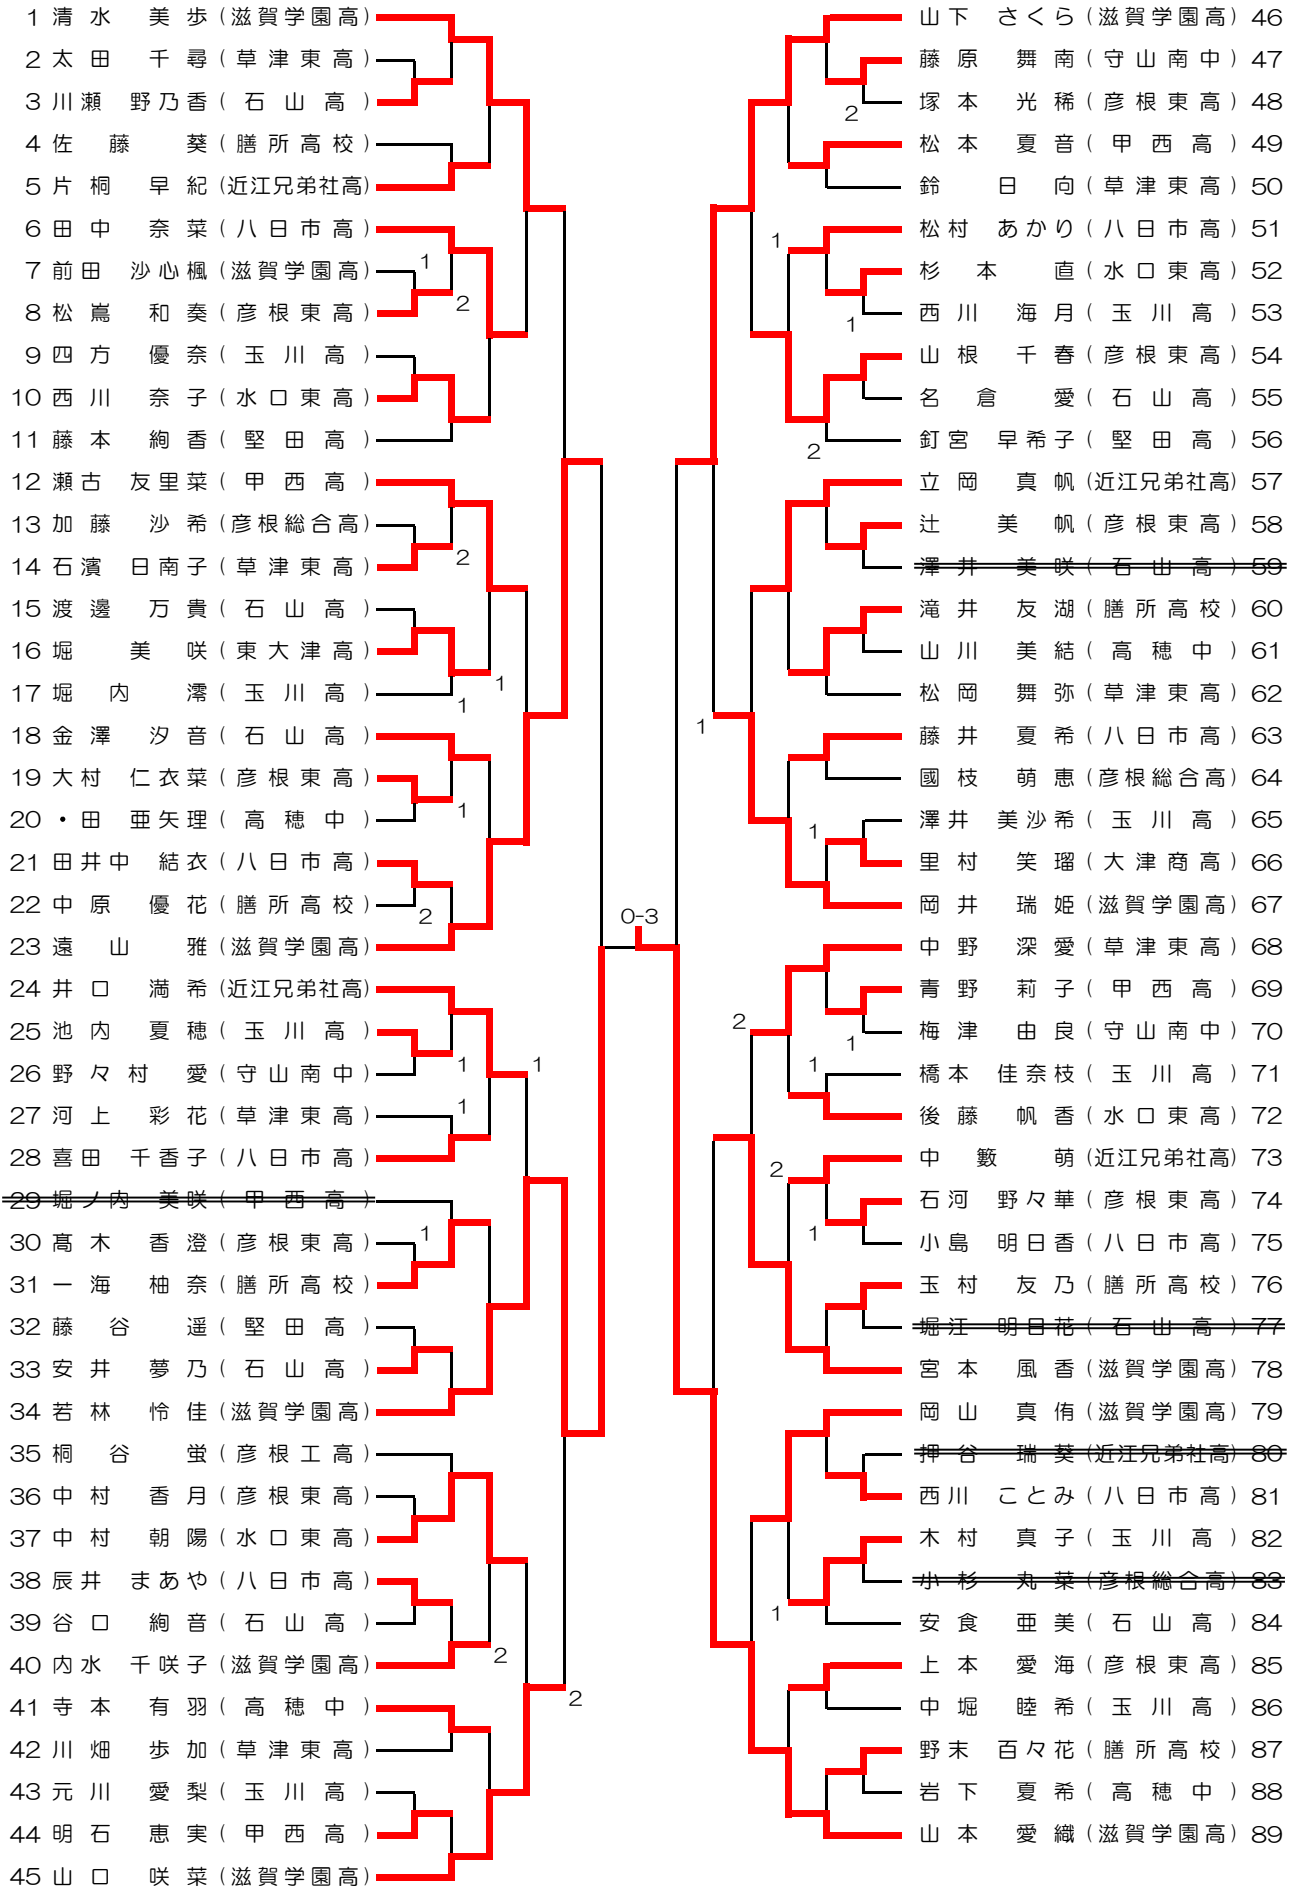 1 清水 美歩 (滋賀学園高)
2 太田 千尋 (草津東高)
3 川瀬 野乃香 (石山高)
4 佐藤 葵 (膳所高校)
5 片桐 早紀 (近江兄弟社高)
6 田中 奈菜 (八日市高)
7 前田 沙心楓 (滋賀学園高)
1
8 松嶌 和奏 (彦根東高)
2
9 四方 優奈 (玉川高)
10 西川 奈子 (水口東高)
11 藤本 絢香 (堅田高)
12 瀬古 友里菜 (甲西高)
13 加藤 沙希 (彦根総合高)
14 石濱 日南子 (草津東高)
2
15 渡邊 万貴 (石山高)
16 堀 美咲 (東大津高)
17 堀内 澪 (玉川高)
1
1
18 金澤 汐音 (石山高)
19 大村 仁衣菜 (彦根東高)
20 ・田 亜矢理 (高穂中)
1
21 田井中 結衣 (八日市高)
22 中原 優花 (膳所高校)
2
23 遠山 雅 (滋賀学園高)
24 井口 満希 (近江兄弟社高)
25 池内 夏穂 (玉川高)
26 野々村 愛 (守山南中)
1
1
27 河上 彩花 (草津東高)
1
28 喜田 千香子 (八日市高)
29 堀ノ内 美咲 (甲西高)
30 髙木 香澄 (彦根東高)
1
31 一海 柚奈 (膳所高校)
32 藤谷 遥 (堅田高)
33 安井 夢乃 (石山高)
34 若林 怜佳 (滋賀学園高)
35 桐谷 蛍 (彦根工高)
36 中村 香月 (彦根東高)
37 中村 朝陽 (水口東高)
38 辰井 まあや (八日市高)
39 谷口 絢音 (石山高)
40 内水 千咲子 (滋賀学園高)
2
41 寺本 有羽 (高穂中)
2
42 川畑 歩加 (草津東高)
43 元川 愛梨 (玉川高)
44 明石 恵実 (甲西高)
45 山口 咲菜 (滋賀学園高)
0-3
山下 さくら (滋賀学園高) 46
藤原 舞南 (守山南中) 47
塚本 光稀 (彦根東高) 48
2
松本 夏音 (甲西高) 49
鈴 日向 (草津東高) 50
松村 あかり (八日市高) 51
1
杉本 直 (水口東高) 52
西川 海月 (玉川高) 53
1
山根 千春 (彦根東高) 54
名倉 愛 (石山高) 55
釘宮 早希子 (堅田高) 56
2
立岡 真帆 (近江兄弟社高) 57
辻 美帆 (彦根東高) 58
澤井 美咲 (石山高) 59
滝井 友湖 (膳所高校) 60
山川 美結 (高穂中) 61
松岡 舞弥 (草津東高) 62
1
藤井 夏希 (八日市高) 63
國枝 萌恵 (彦根総合高) 64
澤井 美沙希 (玉川高) 65
1
里村 笑瑠 (大津商高) 66
岡井 瑞姫 (滋賀学園高) 67
中野 深愛 (草津東高) 68
青野 莉子 (甲西高) 69
2
梅津 由良 (守山南中) 70
1
橋本 佳奈枝 (玉川高) 71
1
後藤 帆香 (水口東高) 72
中籔 萌 (近江兄弟社高) 73
2
石河 野々華 (彦根東高) 74
小島 明日香 (八日市高) 75
1
玉村 友乃 (膳所高校) 76
堀江 明日花 (石山高) 77
宮本 風香 (滋賀学園高) 78
岡山 真侑 (滋賀学園高) 79
押谷 瑞葵 (近江兄弟社高) 80
西川 ことみ (八日市高) 81
木村 真子 (玉川高) 82
小杉 丸菜 (彦根総合高) 83
1
安食 亜美 (石山高) 84
上本 愛海 (彦根東高) 85
中堀 睦希 (玉川高) 86
野末 百々花 (膳所高校) 87
岩下 夏希 (高穂中) 88
山本 愛織 (滋賀学園高) 89